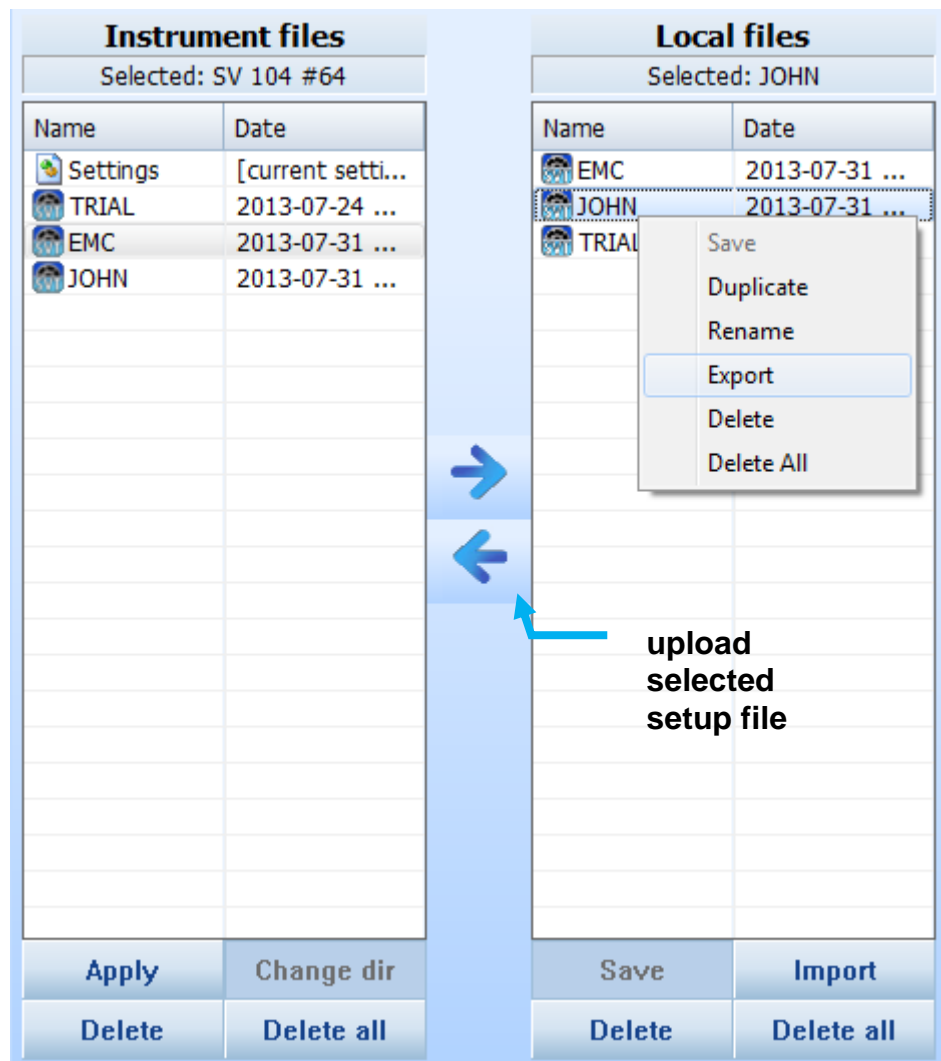 Instrument files
Selected: SV 104 #64
Name Date
Settings [current setti...
TRIAL 2013-07-24 ...
EMC 2013-07-31 ...
JOHN 2013-07-31 ...
Apply Change dir
Delete Delete all
Local files
Selected: JOHN
Name Date
EMC 2013-07-31 ...
JOHN 2013-07-31 ...
TRIAL
Save
Duplicate
Rename
Export
Delete
Delete All
upload
selected
setup file
Save Import
Delete Delete all